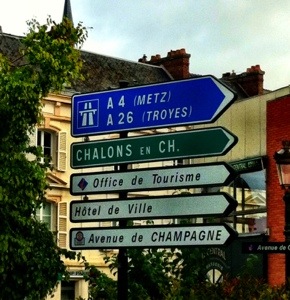 A 4 (METZ)
A 26 (TROYES)
CHALONS EN CH.
Office de Tourisme
Hôtel de Ville
Avenue de CHAMPAGNE
AVENUE DE